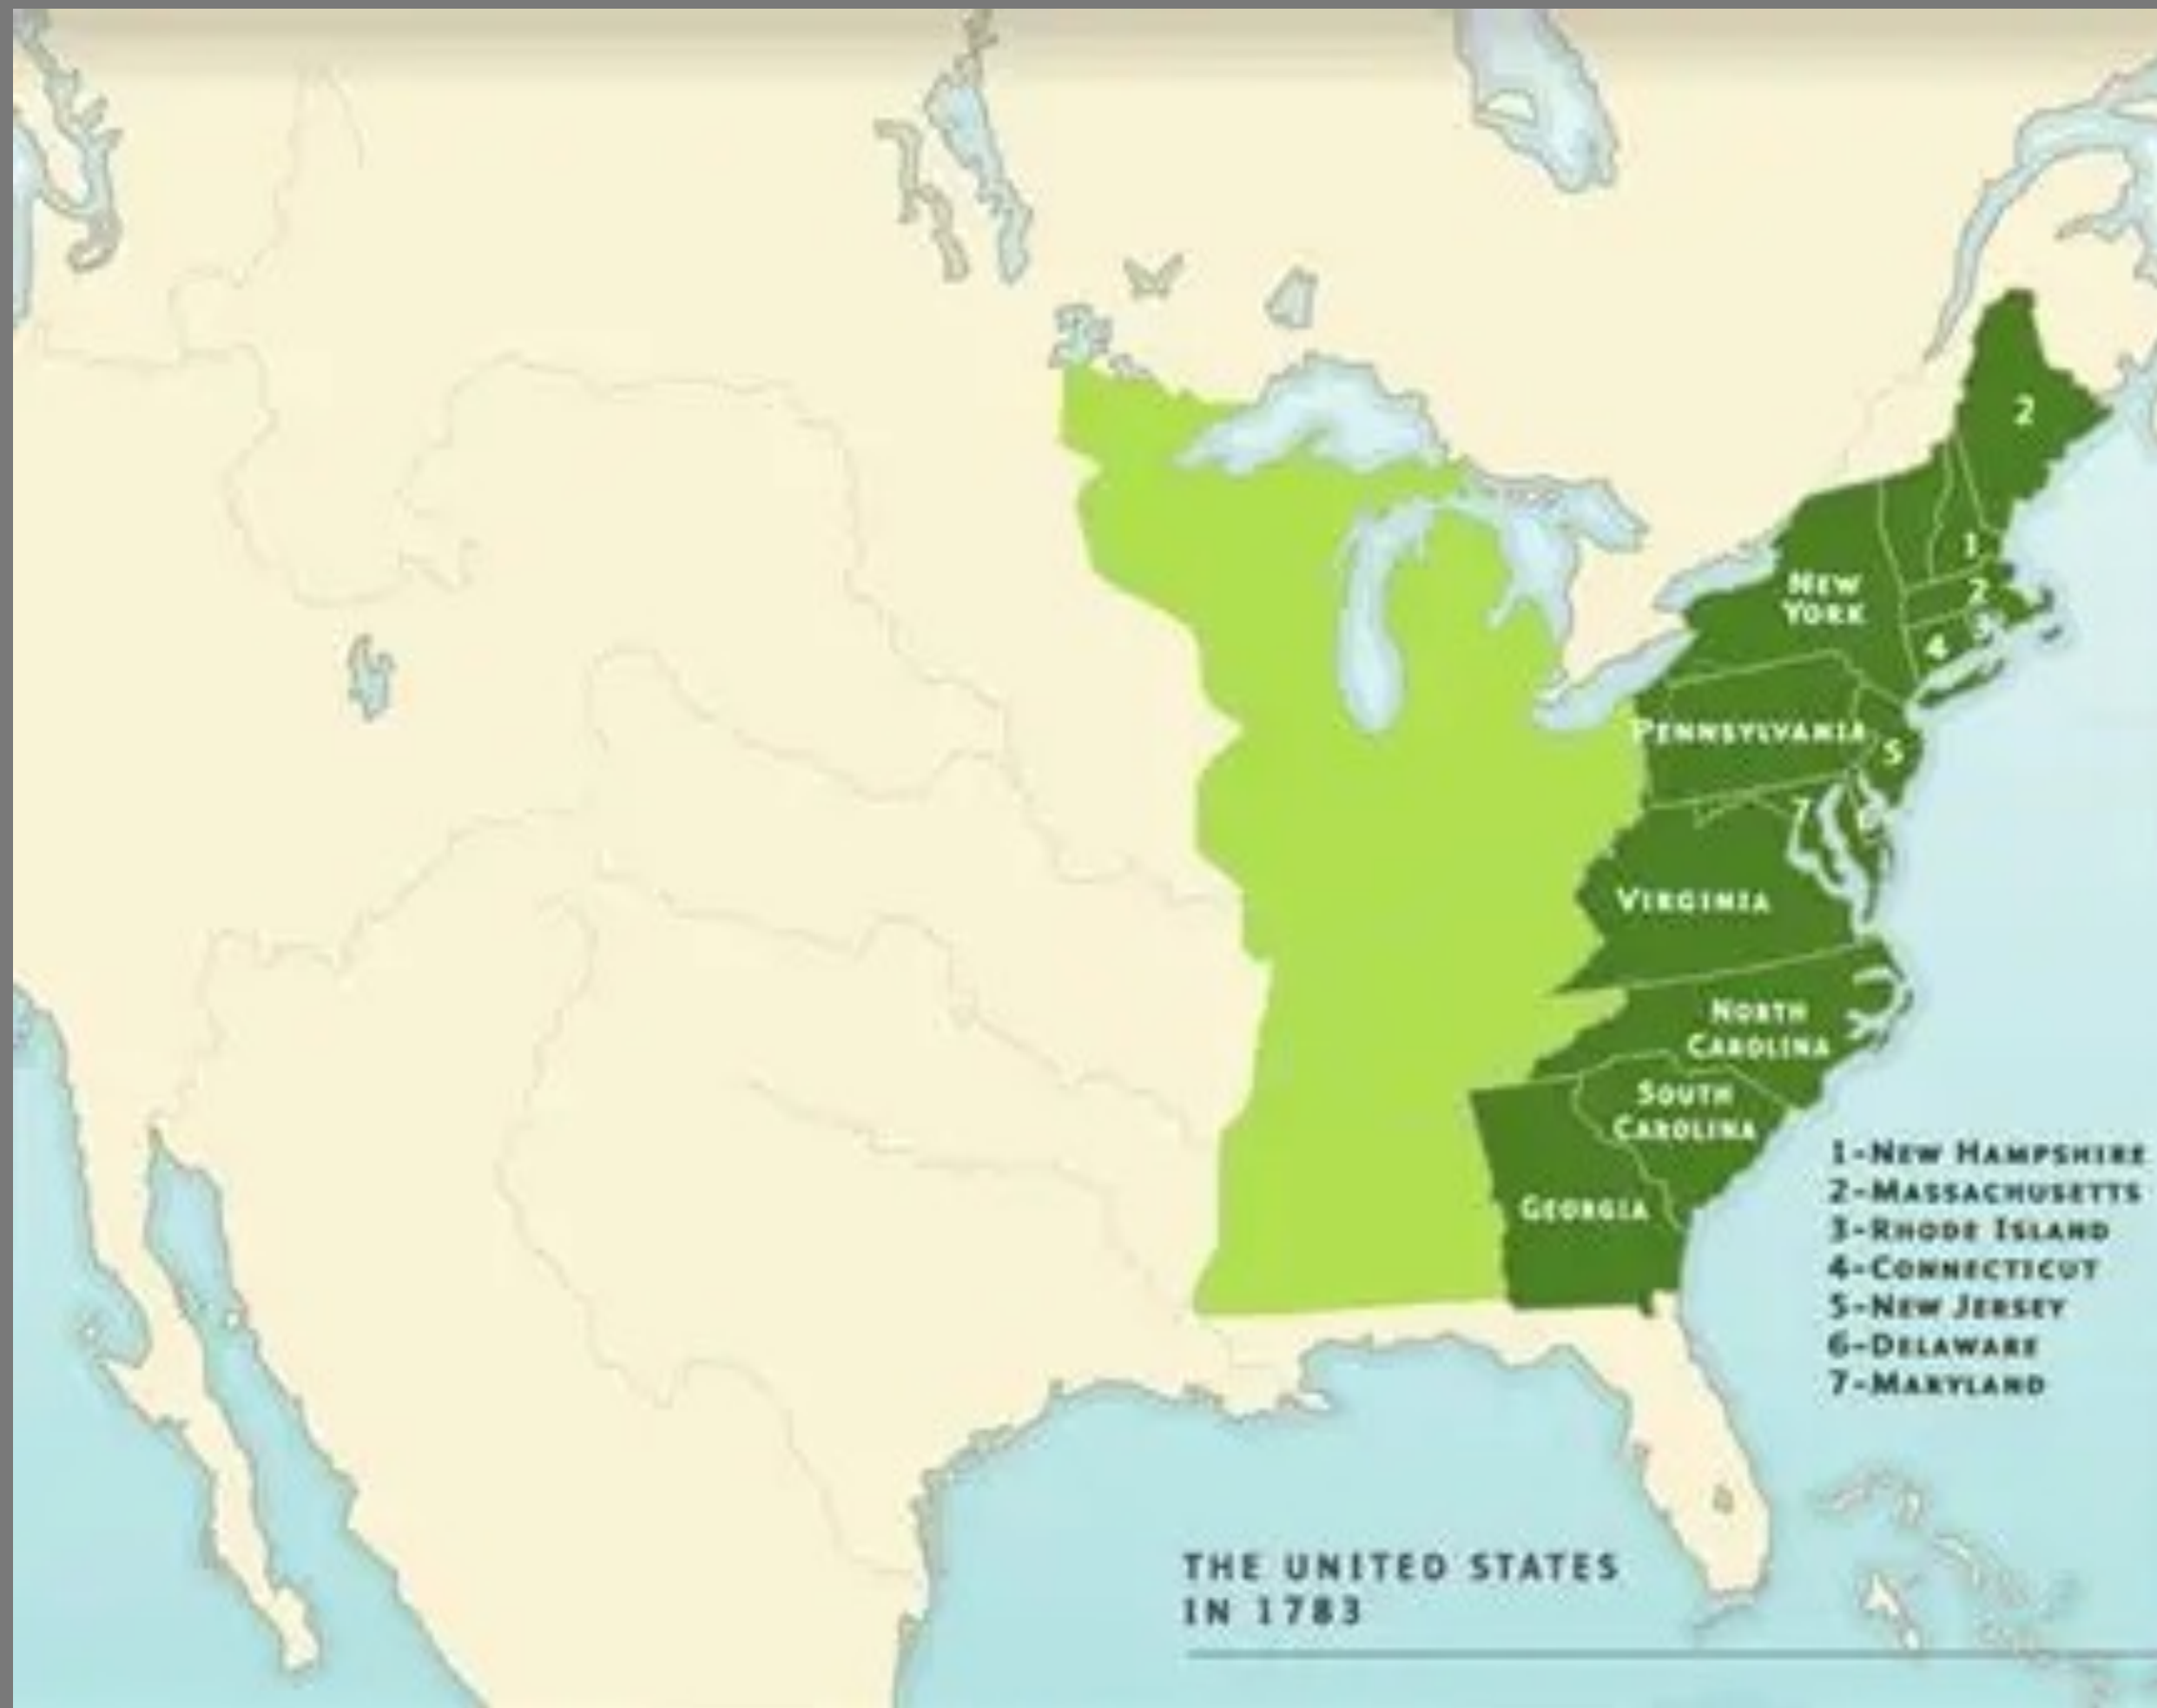 2
1
NEW
YORK
2
3
4
PENNSYLVANIA
5
7
6
VIRGINIA
NORTH
CAROLINA
SOUTH
CAROLINA
GEORGIA
1-NEW HAMPSHIRE
2-MASSACHUSETTS
3-RHODE ISLAND
4-CONNECTICUT
5-NEW JERSEY
6-DELAWARE
7-MARYLAND
THE UNITED STATES
IN 1783